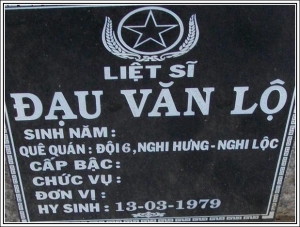 LIỆT SĨ
ĐẠU VĂN LỘ
SINH NĂM :
QUÊ QUÁN : ĐỘI 6, NGHI HƯNG - NGHI LỘC
CẤP BẬC :
CHỨC VỤ :
ĐƠN VỊ :
HY SINH : 13-03-1979